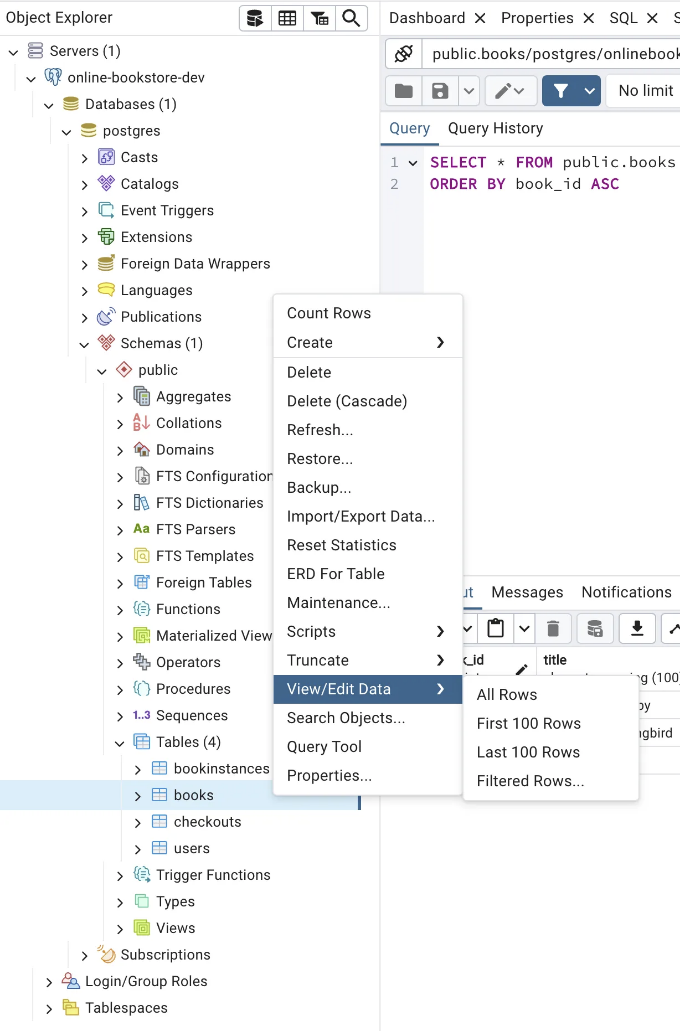 Object Explorer
Servers (1)
online-bookstore-dev
Databases (1)
postgres
Casts
Catalogs
Event Triggers
Extensions
Foreign Data Wrappers
Languages
Publications
Schemas (1)
public
Aggregates
Collations
Domains
FTS Configuration
FTS Dictionaries
FTS Parsers
FTS Templates
Foreign Tables
Functions
Materialized View
Operators
Procedures
1..3 Sequences
Tables (4)
bookinstances
books
checkouts
users
Trigger Functions
Types
Views
Subscriptions
Login/Group Roles
Tablespaces
Count Rows
Create
Delete
Delete (Cascade)
Refresh...
Restore...
Backup...
Import/Export Data...
Reset Statistics
ERD For Table
Maintenance...
Scripts
Truncate
View/Edit Data
Search Objects...
Query Tool
Properties...
All Rows
First 100 Rows
Last 100 Rows
Filtered Rows...
Dashboard Properties SQL
public.books/postgres/onlinebook
No limit
Query Query History
1 SELECT * FROM public.books
2 ORDER BY book_id ASC
ut Messages Notifications
k_id title
(100)
by
ngbird